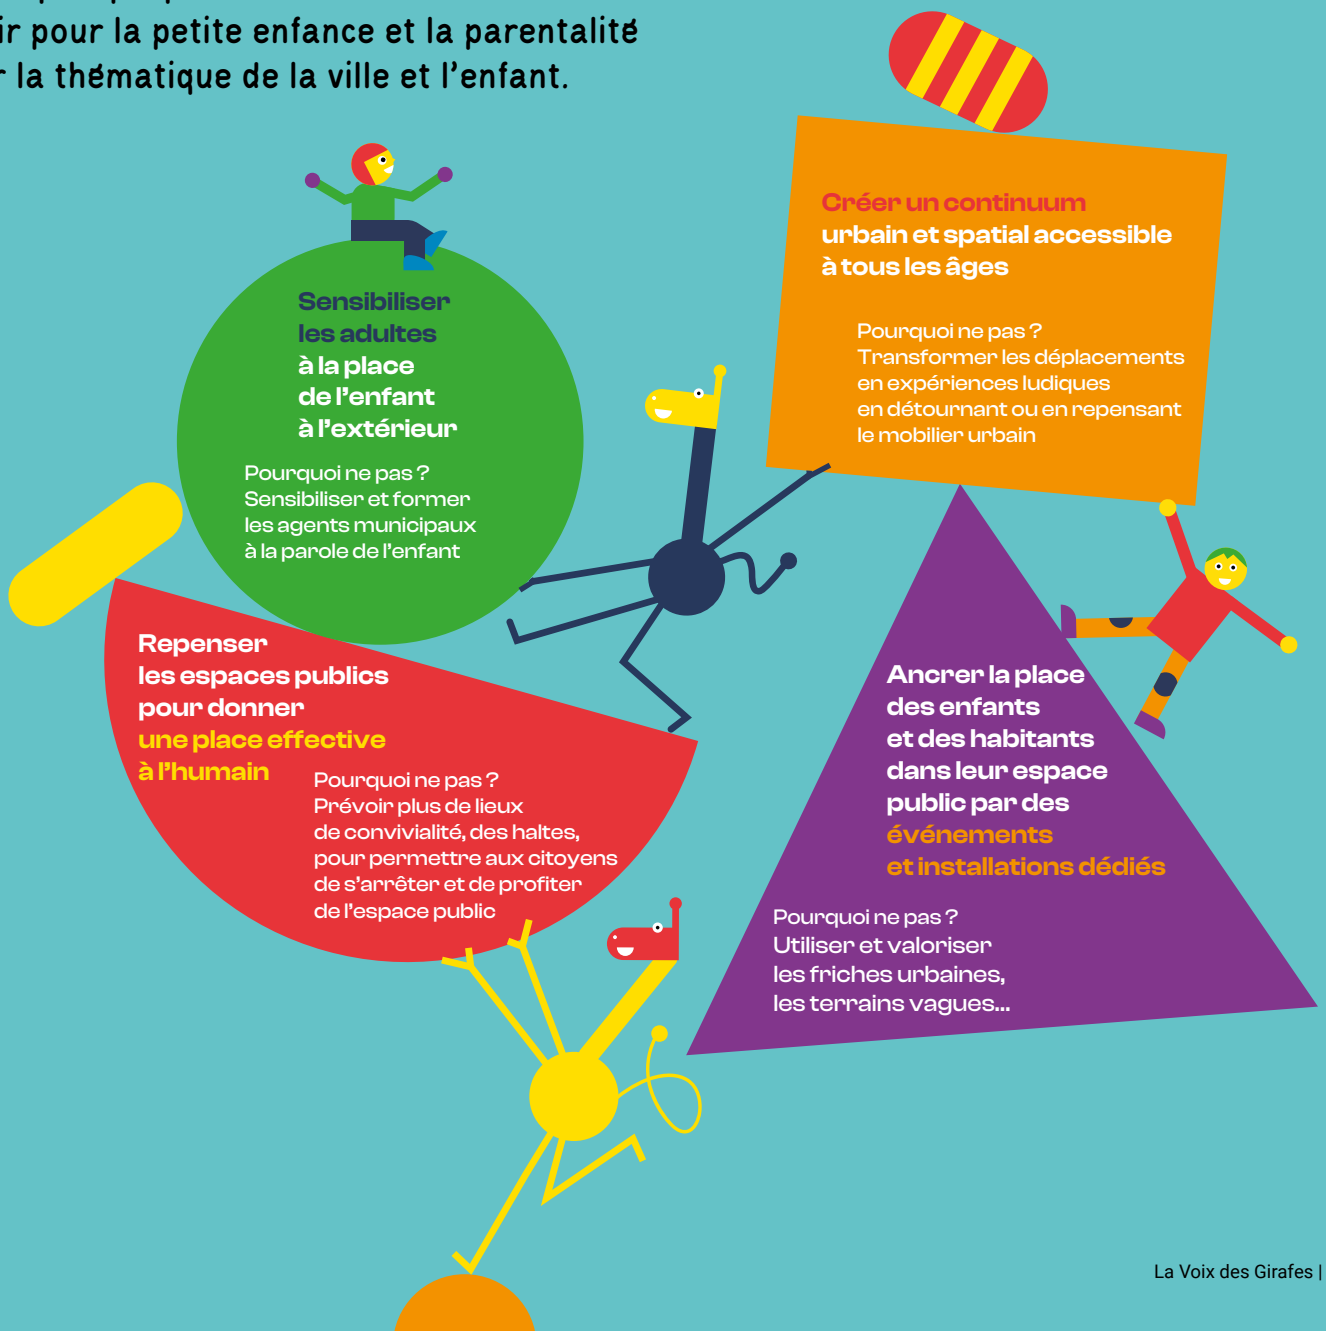 ir pour la petite enfance et la parentalité
la thématique de la ville et l'enfant.
Sensibiliser
les adultes
à la place
de l'enfant
à l'extérieur
Pourquoi ne pas ?
Sensibiliser et former
les agents municipaux
à la parole de l'enfant
Créer un continuum
urbain et spatial accessible
à tous les âges
Pourquoi ne pas ?
Transformer les déplacements
en expériences ludiques
en détournant ou en repensant
le mobilier urbain
Repenser
les espaces publics
pour donner
une place effective
à l'humain
Pourquoi ne pas ?
Prévoir plus de lieux
de convivialité, des haltes,
pour permettre aux citoyens
de s'arrêter et de profiter
de l'espace public
Ancrer la place
des enfants
et des habitants
dans leur espace
public par des
événements
et installations dédiés
Pourquoi ne pas ?
Utiliser et valoriser
les friches urbaines,
les terrains vagues...
La Voix des Girafes |